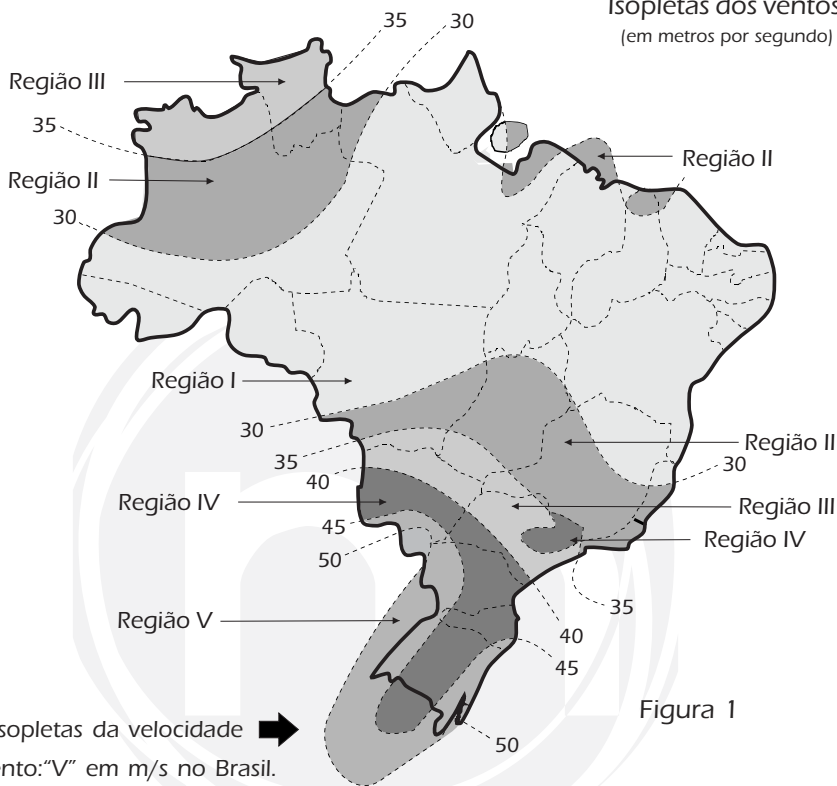 Isopletas dos ventos
(em metros por segundo)
35
30
Região III
35
Região II
Região II
30
Região I
30
35
40
Região II
30
Região IV
Região III
45
Região IV
50
35
Região V
40
45
Figura 1
sopletas da velocidade
50
ento:"V" em m/s no Brasil.